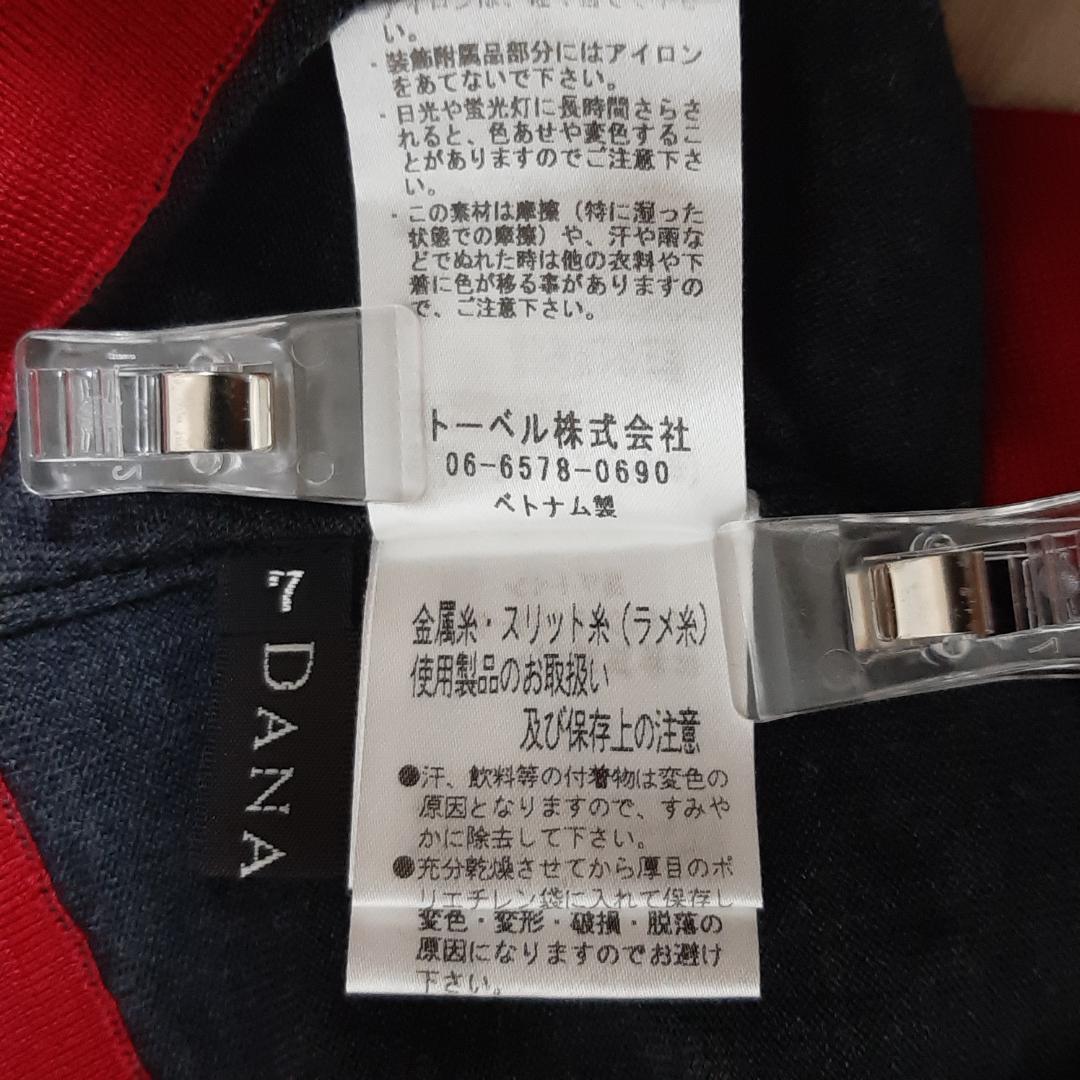 い。
・装飾附属品部分にはアイロン
をあてないで下さい。
・日光や蛍光灯に長時間さらさ
れると、色あせや変色するこ
とがありますのでご注意下さ
い。
・この素材は摩擦（特に湿った
状態での摩擦）や、汗や雨な
どでぬれた時は他の衣料や下
着に色が移る事がありますの
で、ご注意下さい。
トーベル株式会社
06-6578-0690
ベトナム製
DANA
金属糸・スリット糸（ラメ糸）
使用製品のお取扱い
及び保存上の注意
●汗、飲料等の付着物は変色の
原因となりますので、すみや
かに除去して下さい。
●充分乾燥させてから厚目のポ
リエチレン袋に入れて保存し
変色・変形・破損・脱落の
原因になりますのでお避け
下さい。